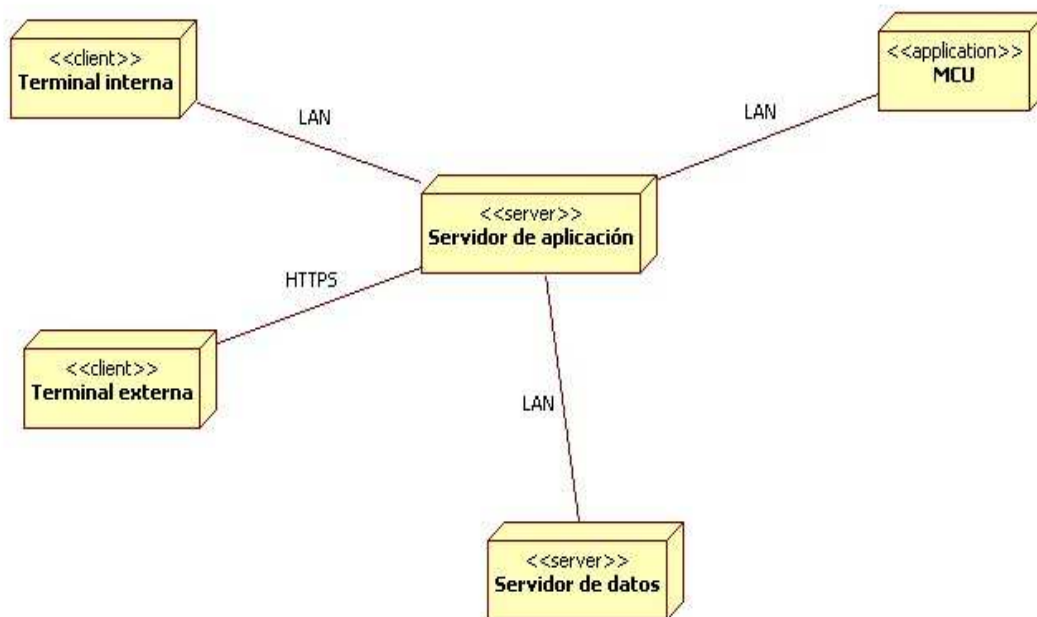 <<client>>
Terminal interna
<<application>>
MCU
LAN
LAN
<<server>>
Servidor de aplicación
HTTPS
<<client>>
Terminal externa
LAN
<<server>>
Servidor de datos